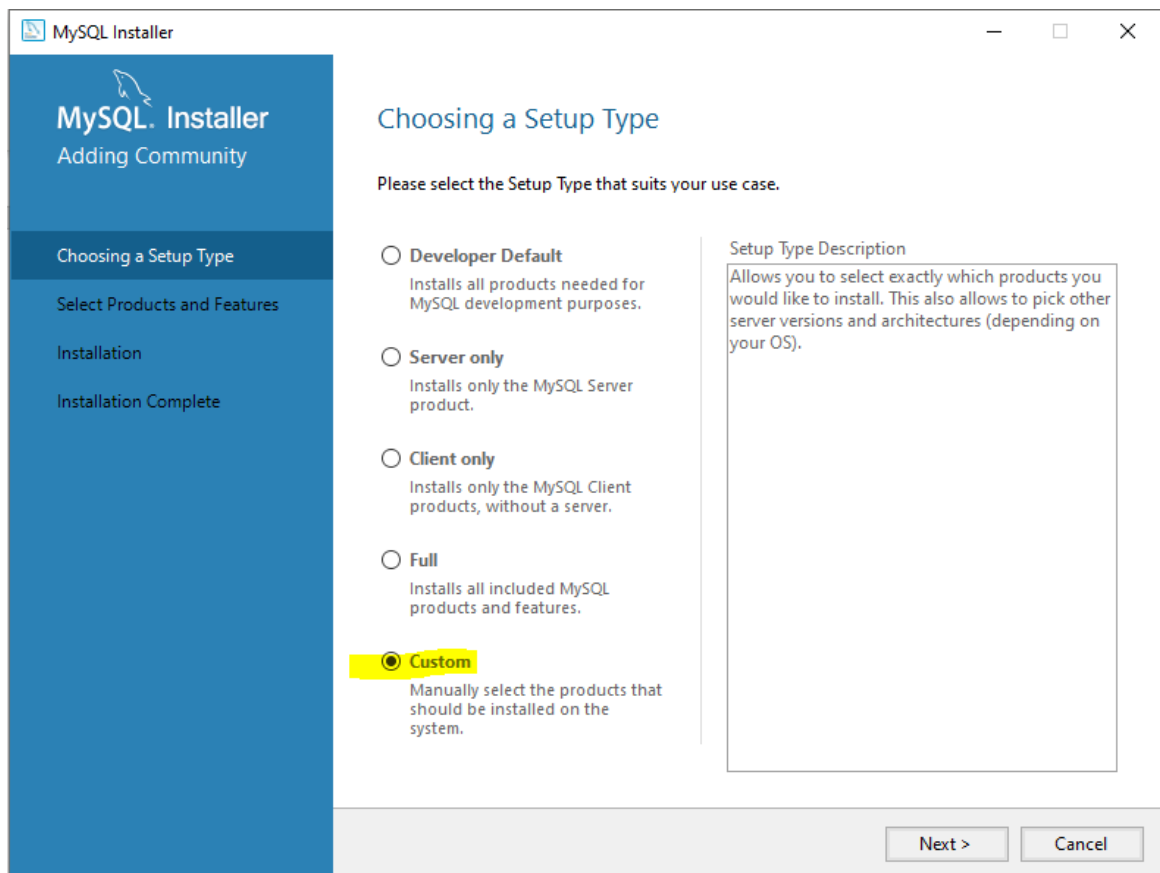 MySQL Installer
MySQL. Installer
Adding Community
Choosing a Setup Type
Select Products and Features
Installation
Installation Complete
Choosing a Setup Type
Please select the Setup Type that suits your use case.
Developer Default
Installs all products needed for
MySQL development purposes.
Server only
Installs only the MySQL Server
product.
Client only
Installs only the MySQL Client
products, without a server.
Full
Installs all included MySQL
products and features.
Custom
Manually select the products that
should be installed on the
system.
Setup Type Description
Allows you to select exactly which products you
would like to install. This also allows to pick other
server versions and architectures (depending on
your OS).
Next >
Cancel